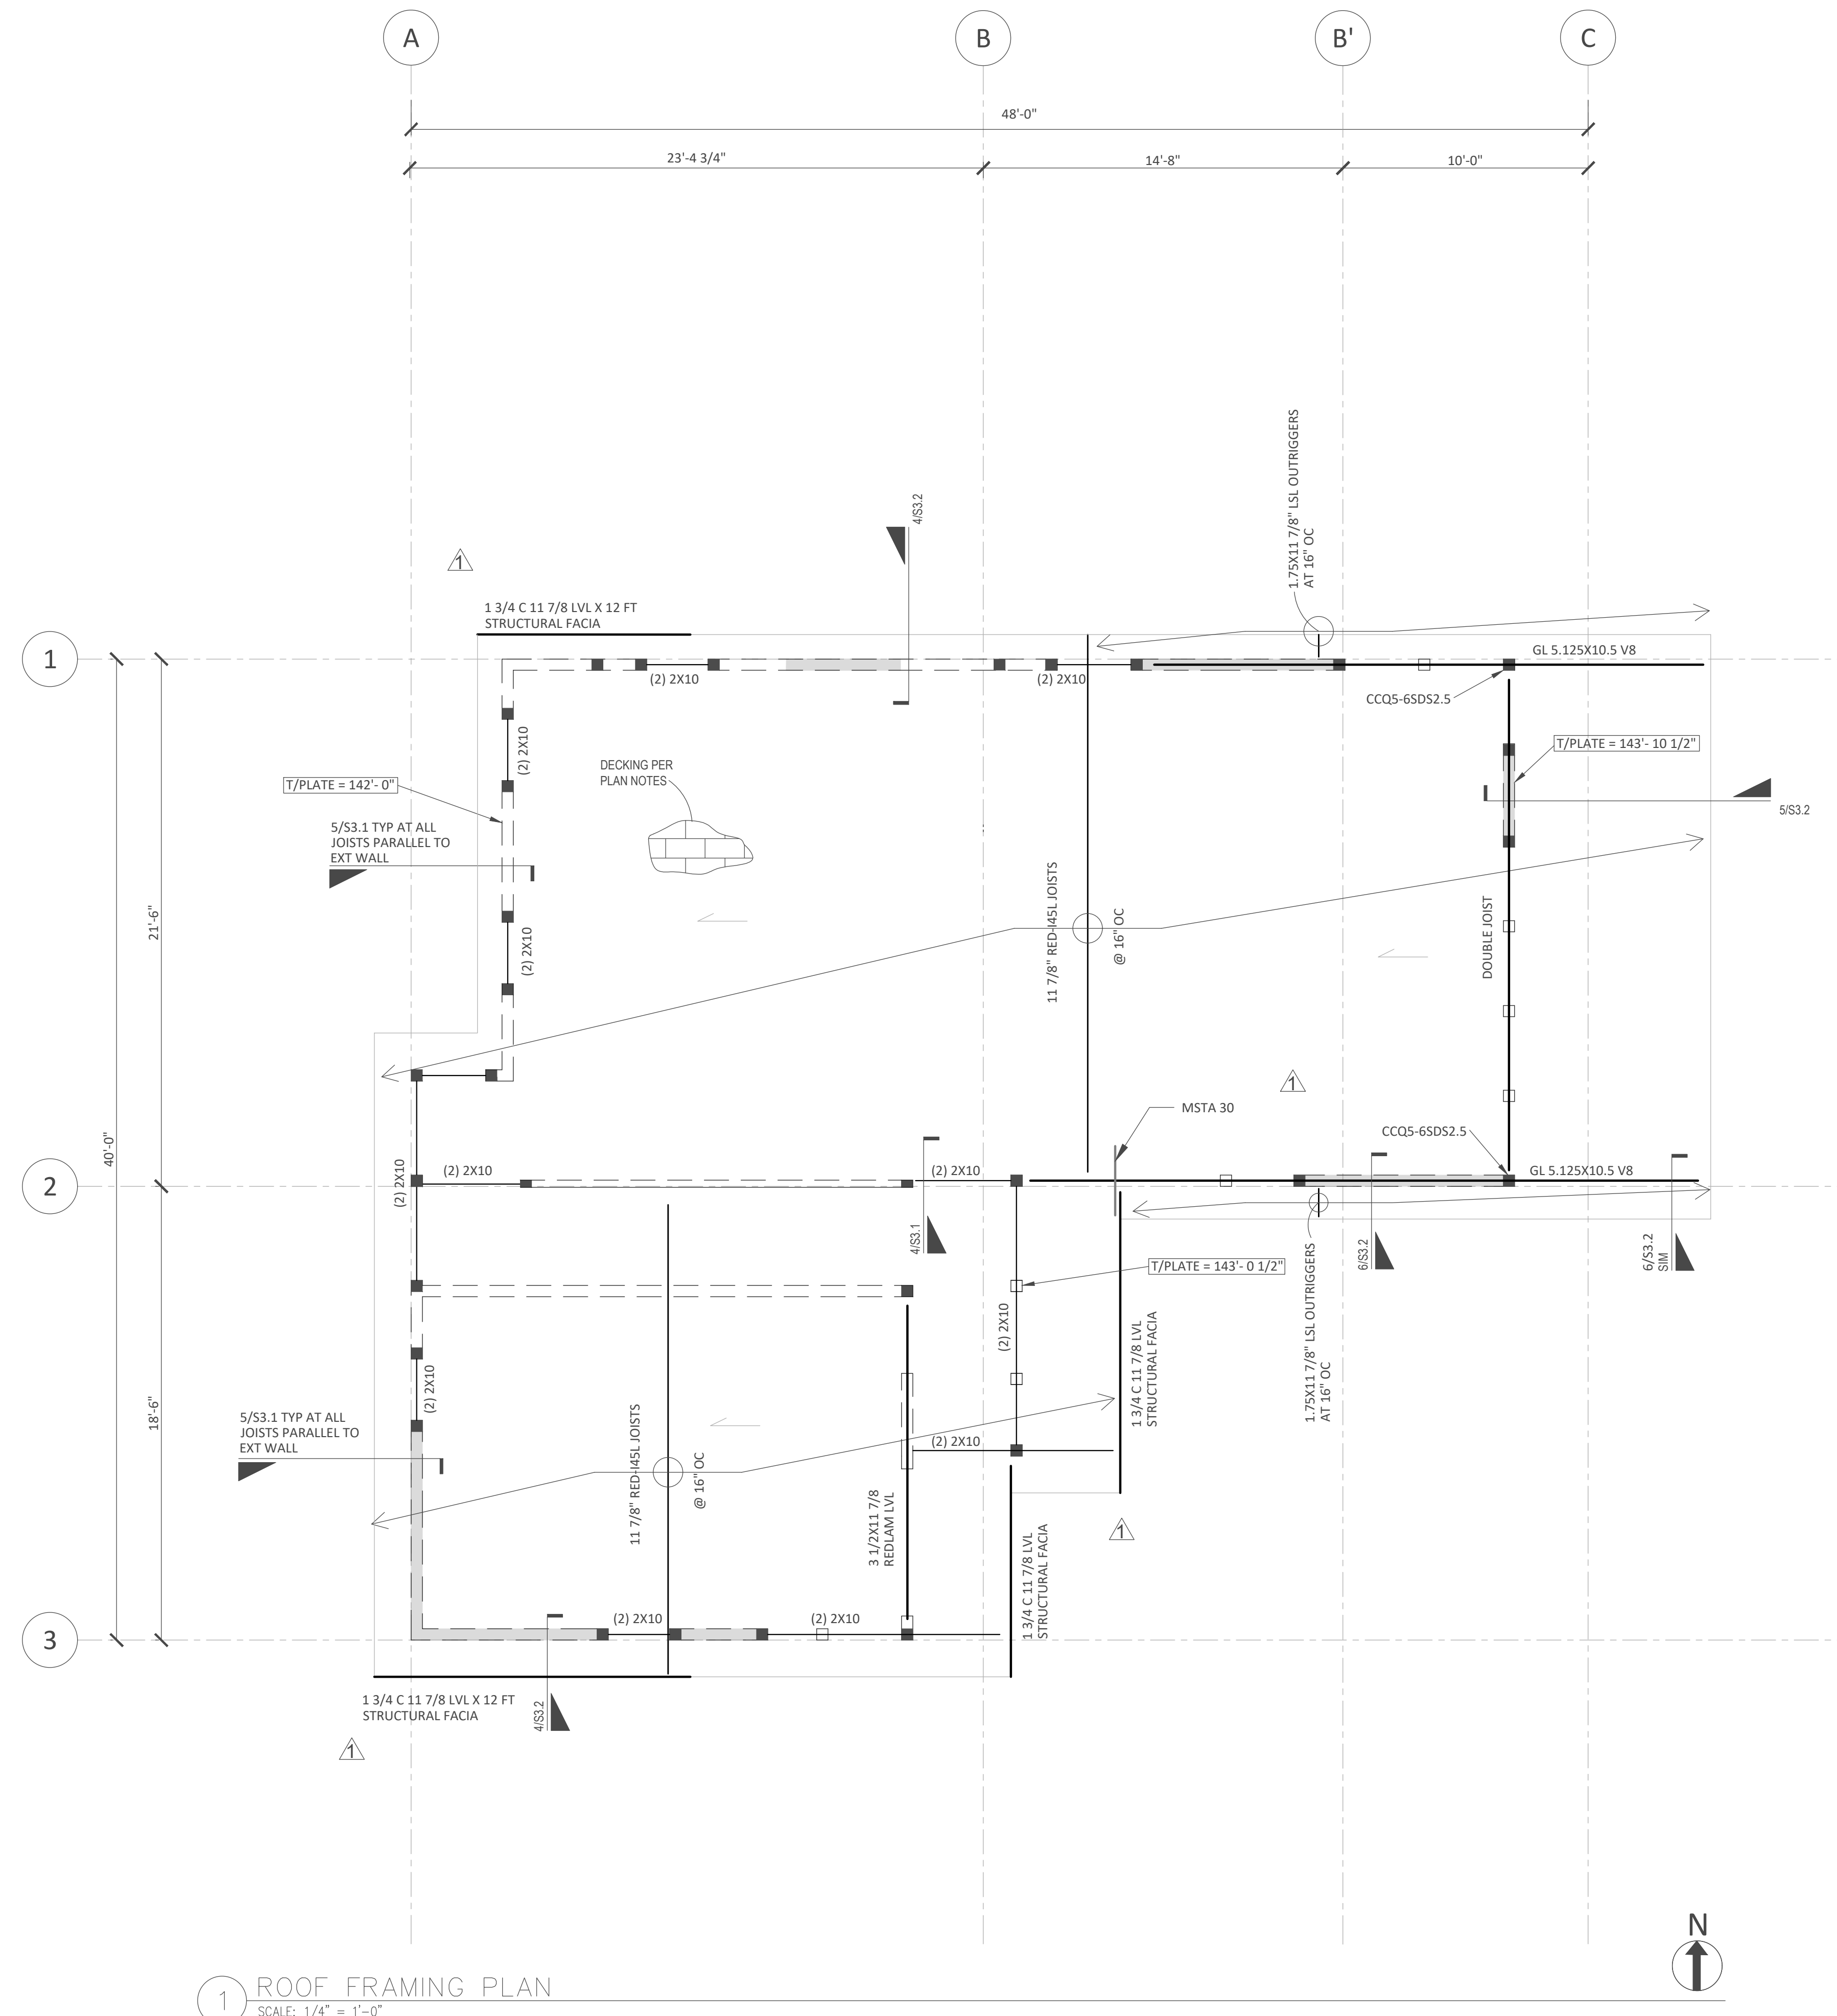 A
B
B'
C
48'-0"
23'-4 3/4"
14'-8"
10'-0"
1.75X11 7/8" LSL OUTRIGGERS
AT 16" OC
4/S3.2
1
1 3/4 C 11 7/8 LVL X 12 FT
STRUCTURAL FACIA
1
GL 5.125X10.5 V8
(2) 2X10
(2) 2X10
CCQ5-6SDS2.5
(2) 2X10
T/PLATE = 143'- 10 1/2"
DECKING PER
PLAN NOTES
T/PLATE = 142'- 0"
5/S3.2
5/S3.1 TYP AT ALL
JOISTS PARALLEL TO
EXT WALL
21'-6"
(2) 2X10
11 7/8" RED-I45L JOISTS
@ 16" OC
DOUBLE JOIST
1
MSTA 30
40'-0"
CCQ5-6SDS2.5
2
(2) 2X10
(2) 2X10
(2) 2X10
GL 5.125X10.5 V8
4/S3.1
6/S3.2
6/S3.2
SIM
T/PLATE = 143'- 0 1/2"
(2) 2X10
1 3/4 C 11 7/8 LVL
STRUCTURAL FACIA
1.75X11 7/8" LSL OUTRIGGERS
AT 16" OC
18'-6"
(2) 2X10
5/S3.1 TYP AT ALL
JOISTS PARALLEL TO
EXT WALL
11 7/8" RED-I45L JOISTS
@ 16" OC
(2) 2X10
3 1/2X11 7/8
REDLAM LVL
1
1 3/4 C 11 7/8 LVL
STRUCTURAL FACIA
3
(2) 2X10
(2) 2X10
1 3/4 C 11 7/8 LVL X 12 FT
STRUCTURAL FACIA
4/S3.2
1
N
1
ROOF FRAMING PLAN
SCALE: 1/4" = 1'-0"